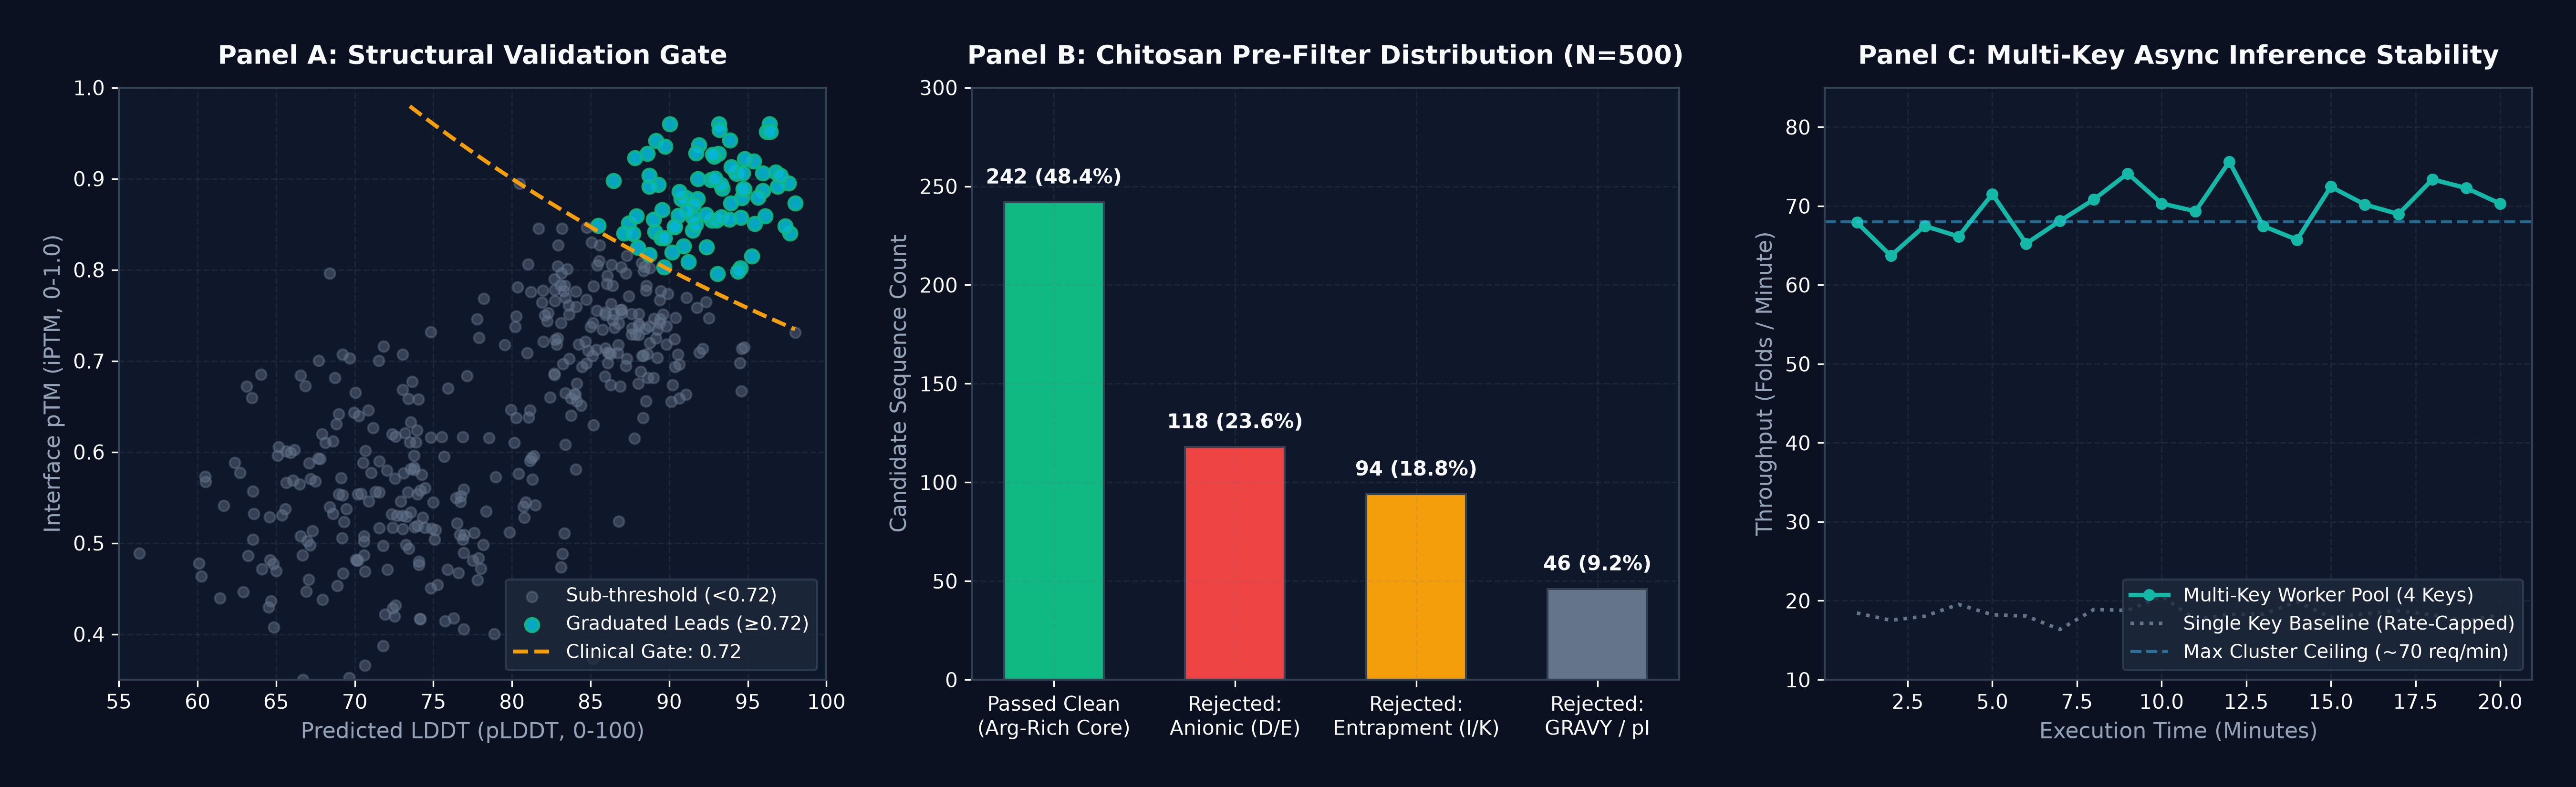 Panel A: Structural Validation Gate
1.0
0.9
0.8
0.7
0.6
0.5
0.4
Interface pTM (iPTM, 0-1.0)
55 60 65 70 75 80 85 90 95 100
Predicted LDDT (pLDDT, 0-100)
Sub-threshold (<0.72)
Graduated Leads (≥0.72)
Clinical Gate: 0.72
Panel B: Chitosan Pre-Filter Distribution (N=500)
300
250
200
150
100
50
0
Candidate Sequence Count
242 (48.4%)
118 (23.6%)
94 (18.8%)
46 (9.2%)
Passed Clean
(Arg-Rich Core)
Rejected:
Anionic (D/E)
Rejected:
Entrapment (I/K)
Rejected:
GRAVY / pI
Panel C: Multi-Key Async Inference Stability
80
70
60
50
40
30
20
10
Throughput (Folds / Minute)
2.5 5.0 7.5 10.0 12.5 15.0 17.5 20.0
Execution Time (Minutes)
Multi-Key Worker Pool (4 Keys)
Single Key Baseline (Rate-Capped)
Max Cluster Ceiling (~70 req/min)